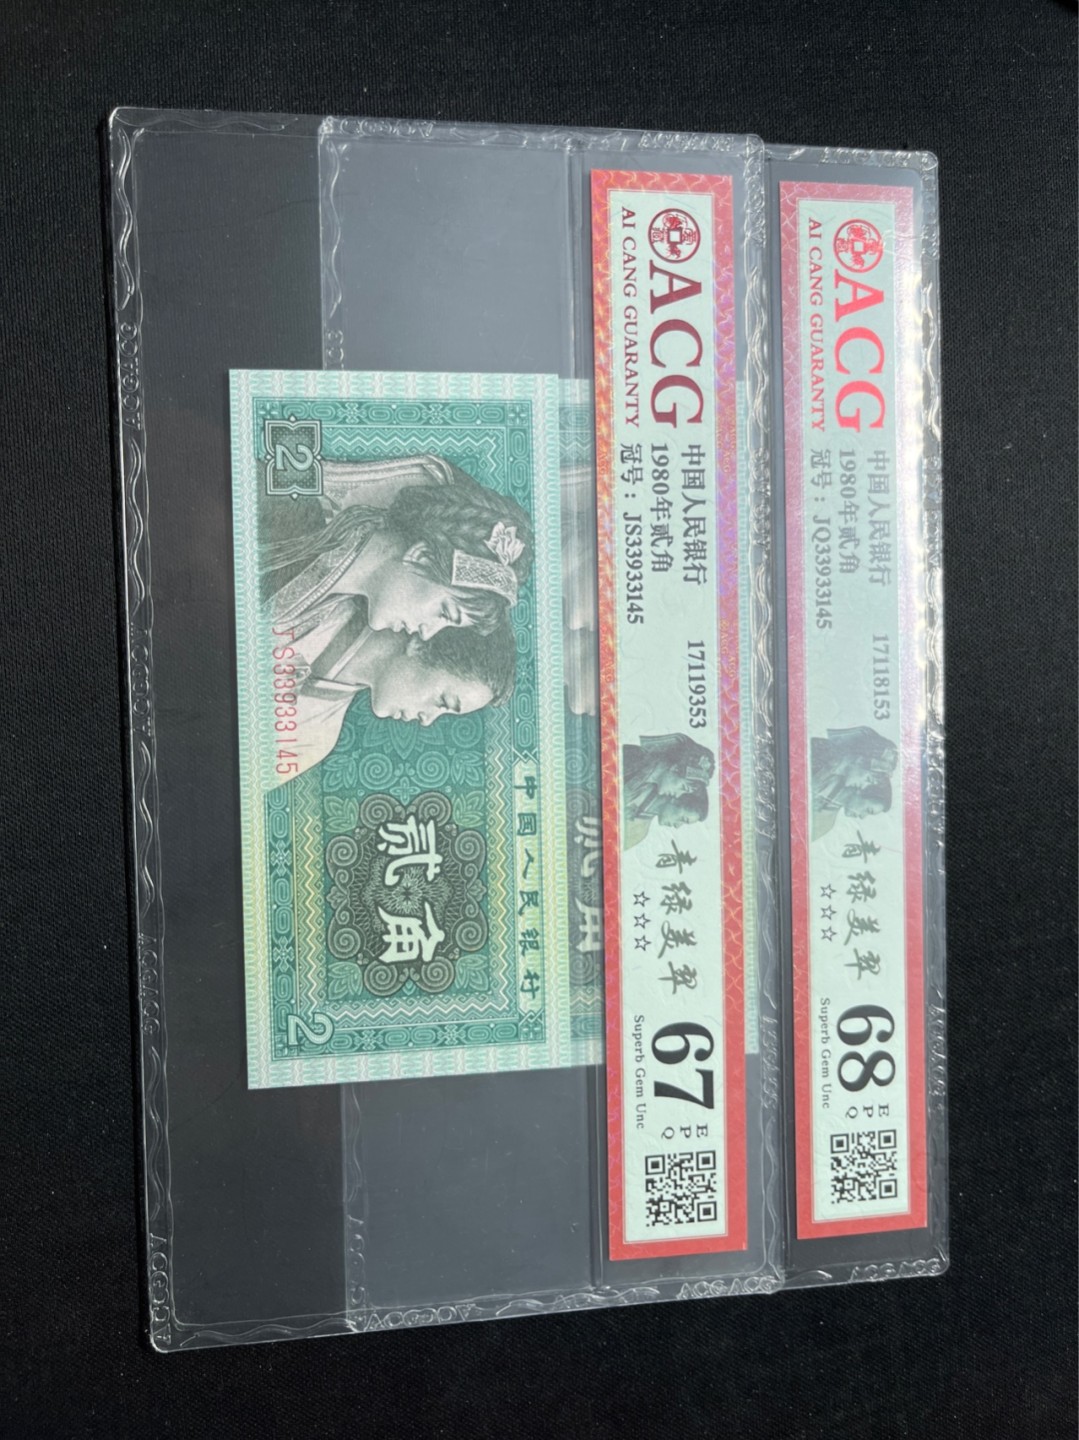 ACG
AI CANG GUARANTY
中国人民银行 17118153
1980年贰角
冠号：JQ33933145
青绿美翠
☆☆☆
68 EPQ
Superb Gem Unc
ACG
AI CANG GUARANTY
中国人民银行 17119353
1980年贰角
冠号：JS33933145
青绿美翠
☆☆☆
67 EPQ
Superb Gem Unc
中国人民银行
贰角
2
JS33933145
2